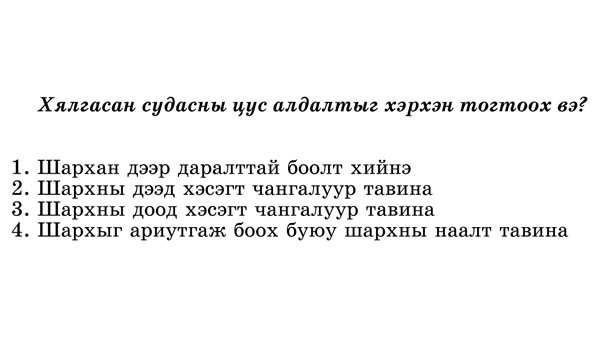 Хялгасан судасны цус алдалтыг хэрхэн тогтоох вэ?
1. Шархан дээр даралттай боолт хийнэ
2. Шархны дээд хэсэгт чангалуур тавина
3. Шархны доод хэсэгт чангалуур тавина
4. Шархыг ариутгаж боох буюу шархны наалт тавина